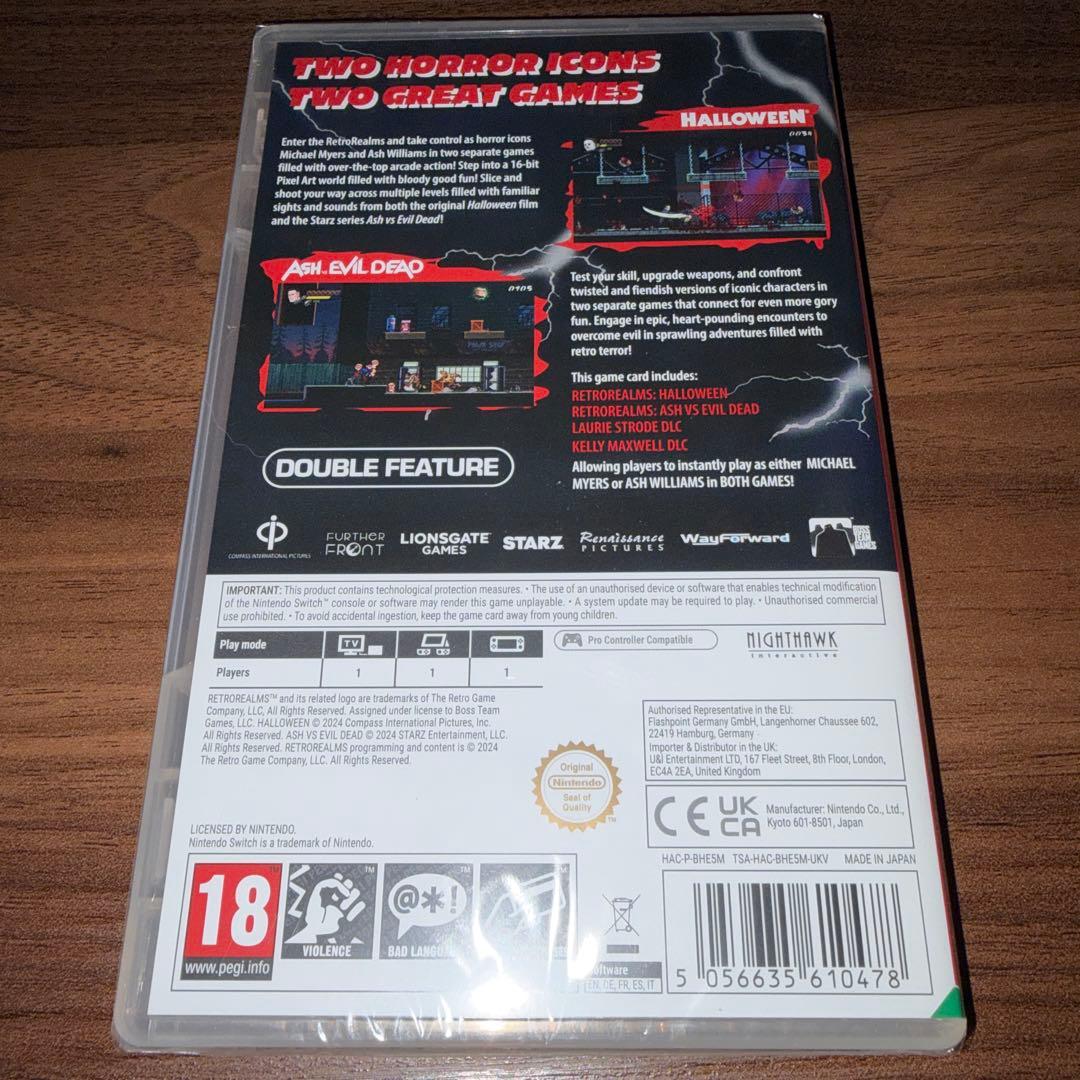 TWO HORROR ICONS
TWO GREAT GAMES
Enter the RetroRealms and take control as horror icons
Michael Myers and Ash Williams in two separate games
filled with over-the-top arcade action! Step into a 16-bit
Pixel Art world filled with bloody good fun! Slice and
shoot your way across multiple levels filled with familiar
sights and sounds from both the original Halloween film
and the Starz series Ash vs Evil Dead!
HALLOWEEN®
ASH vs EVIL DEAD
Test your skill, upgrade weapons, and confront
twisted and fiendish versions of iconic characters in
two separate games that connect for even more gory
fun. Engage in epic, heart-pounding encounters to
overcome evil in sprawling adventures filled with
retro terror!
This game card includes:
RETROREALMS: HALLOWEEN
RETROREALMS: ASH VS EVIL DEAD
LAURIE STRODE DLC
KELLY MAXWELL DLC
Allowing players to instantly play as either MICHAEL
MYERS or ASH WILLIAMS in BOTH GAMES!
DOUBLE FEATURE
COMPASS INTERNATIONAL PICTURES
FURTHER
FRONT
LIONSGATE
GAMES
STARZ
Renaissance
PICTURES
WayForward
BOSS
TEAM
GAMES
IMPORTANT: This product contains technological protection measures. • The use of an unauthorised device or software that enables technical modification
of the Nintendo Switch™ console or software may render this game unplayable. • A system update may be required to play. • Unauthorised commercial
use prohibited. • To avoid accidental ingestion, keep the game card away from young children.
Play mode
TV
Players
1
1
1
Pro Controller Compatible
NIGHTHAWK
interactive
RETROREALMS™ and its related logo are trademarks of The Retro Game
Company, LLC, All Rights Reserved. Assigned under license to Boss Team
Games, LLC. HALLOWEEN © 2024 Compass International Pictures, Inc.
All Rights Reserved. ASH VS EVIL DEAD © 2024 STARZ Entertainment, LLC.
All Rights Reserved. RETROREALMS programming and content is © 2024
The Retro Game Company, LLC. All Rights Reserved.
Authorised Representative in the EU:
Flashpoint Germany GmbH, Langenhorner Chaussee 602,
22419 Hamburg, Germany
Importer & Distributor in the UK:
U&I Entertainment LTD, 167 Fleet Street, 8th Floor, London,
EC4A 2EA, United Kingdom
Original
Nintendo
Seal of
Quality
TM
CE
UK
CA
Manufacturer: Nintendo Co., Ltd.,
Kyoto 601-8501, Japan
LICENSED BY NINTENDO.
Nintendo Switch is a trademark of Nintendo.
HAC-P-BHE5M TSA-HAC-BHE5M-UKV MADE IN JAPAN
18
www.pegi.info
VIOLENCE
@*!
BAD
software
EN, DE, FR, ES, IT
5 056635 610478